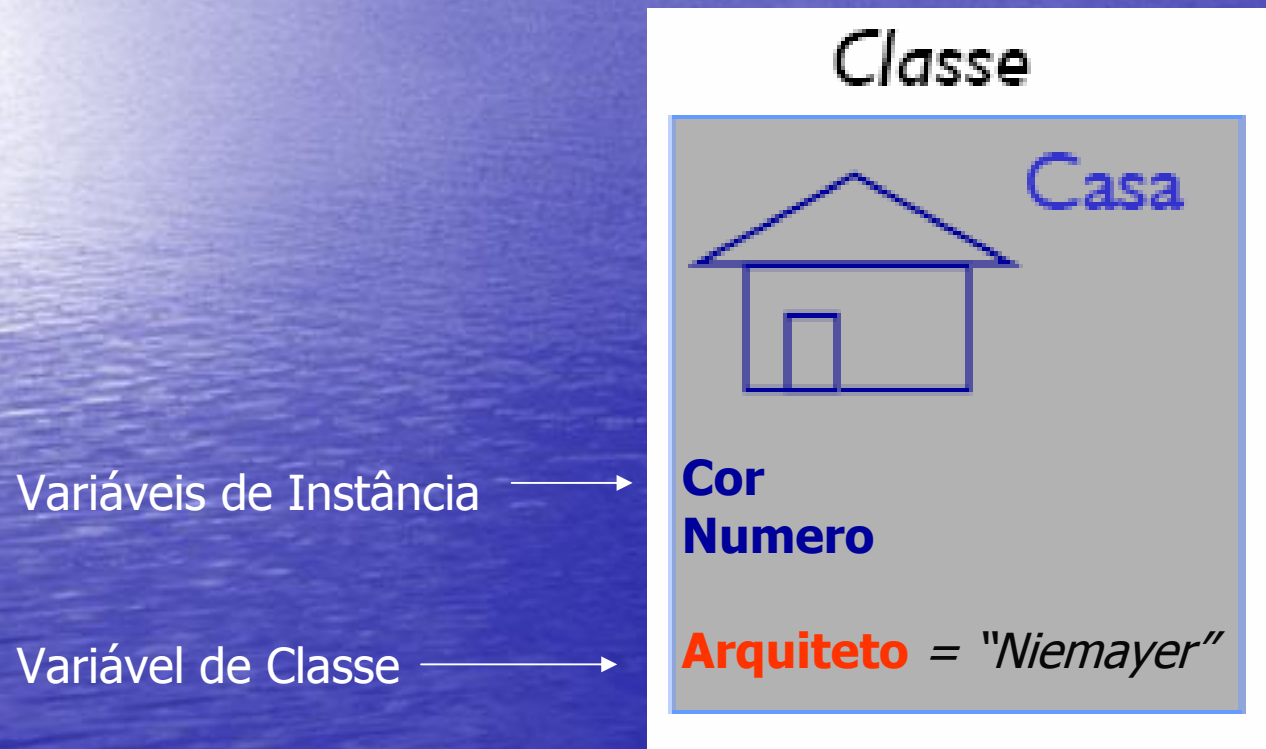 Classe
Casa
Variáveis de Instância
Cor
Numero
Variável de Classe
Arquiteto = “Niemayer”